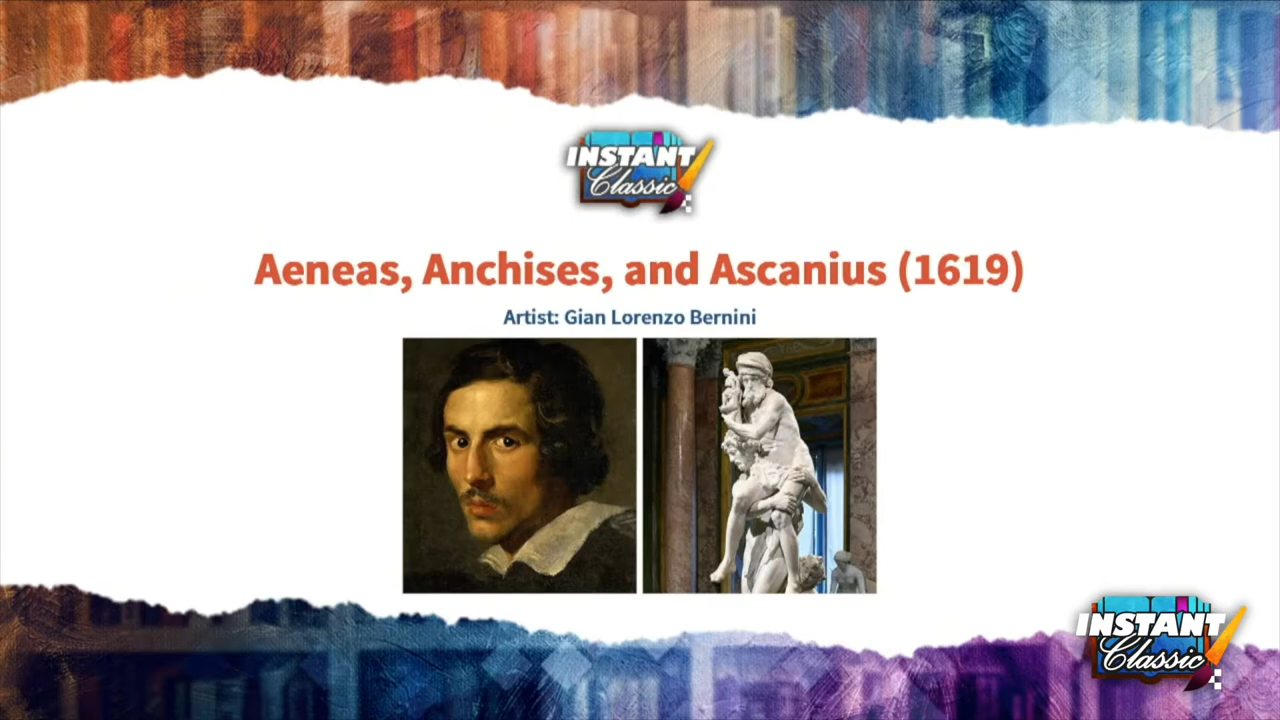 INSTANT
Classic
Aeneas, Anchises, and Ascanius (1619)
Artist: Gian Lorenzo Bernini
INSTANT
Classic